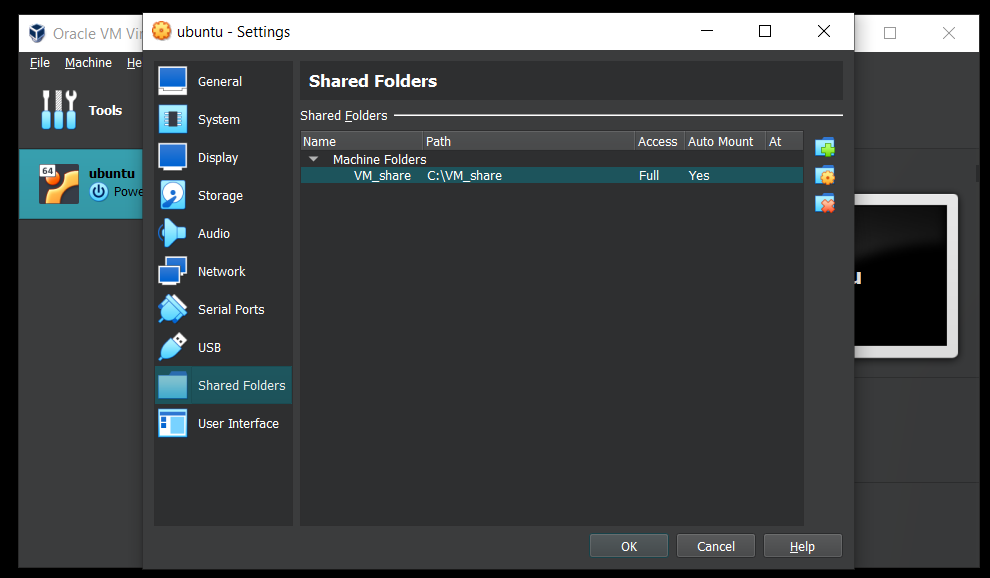 Oracle VM Vir
ubuntu - Settings
File Machine He
Tools
64
ubuntu
Powe
General
System
Display
Storage
Audio
Network
Serial Ports
USB
Shared Folders
User Interface
Shared Folders
Shared Folders
Name Path Access Auto Mount At
Machine Folders
VM_share C:\VM_share Full Yes
u
OK Cancel Help